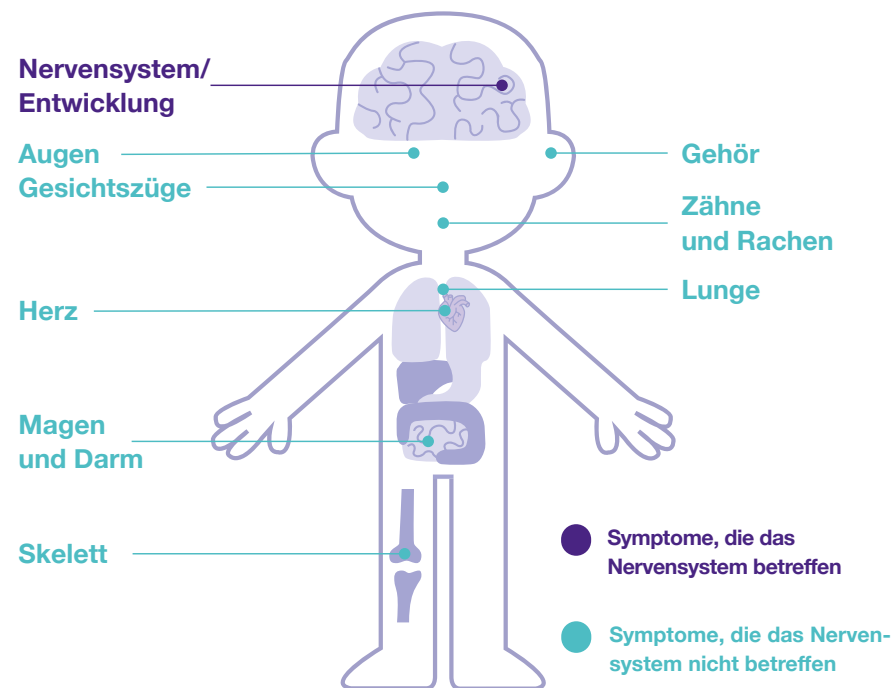 Nervensystem/
Entwicklung
Augen
Gesichtszüge
Herz
Magen
und Darm
Skelett
Gehör
Zähne
und Rachen
Lunge
Symptome, die das
Nervensystem betreffen
Symptome, die das Nerven-
system nicht betreffen